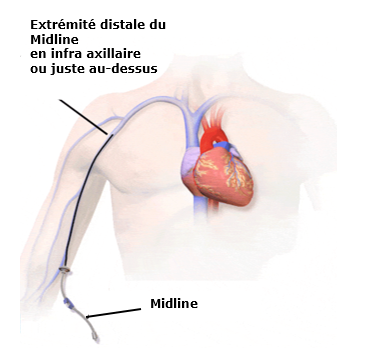 Extrémité distale du
Midline
en infra axillaire
ou juste au-dessus
Midline